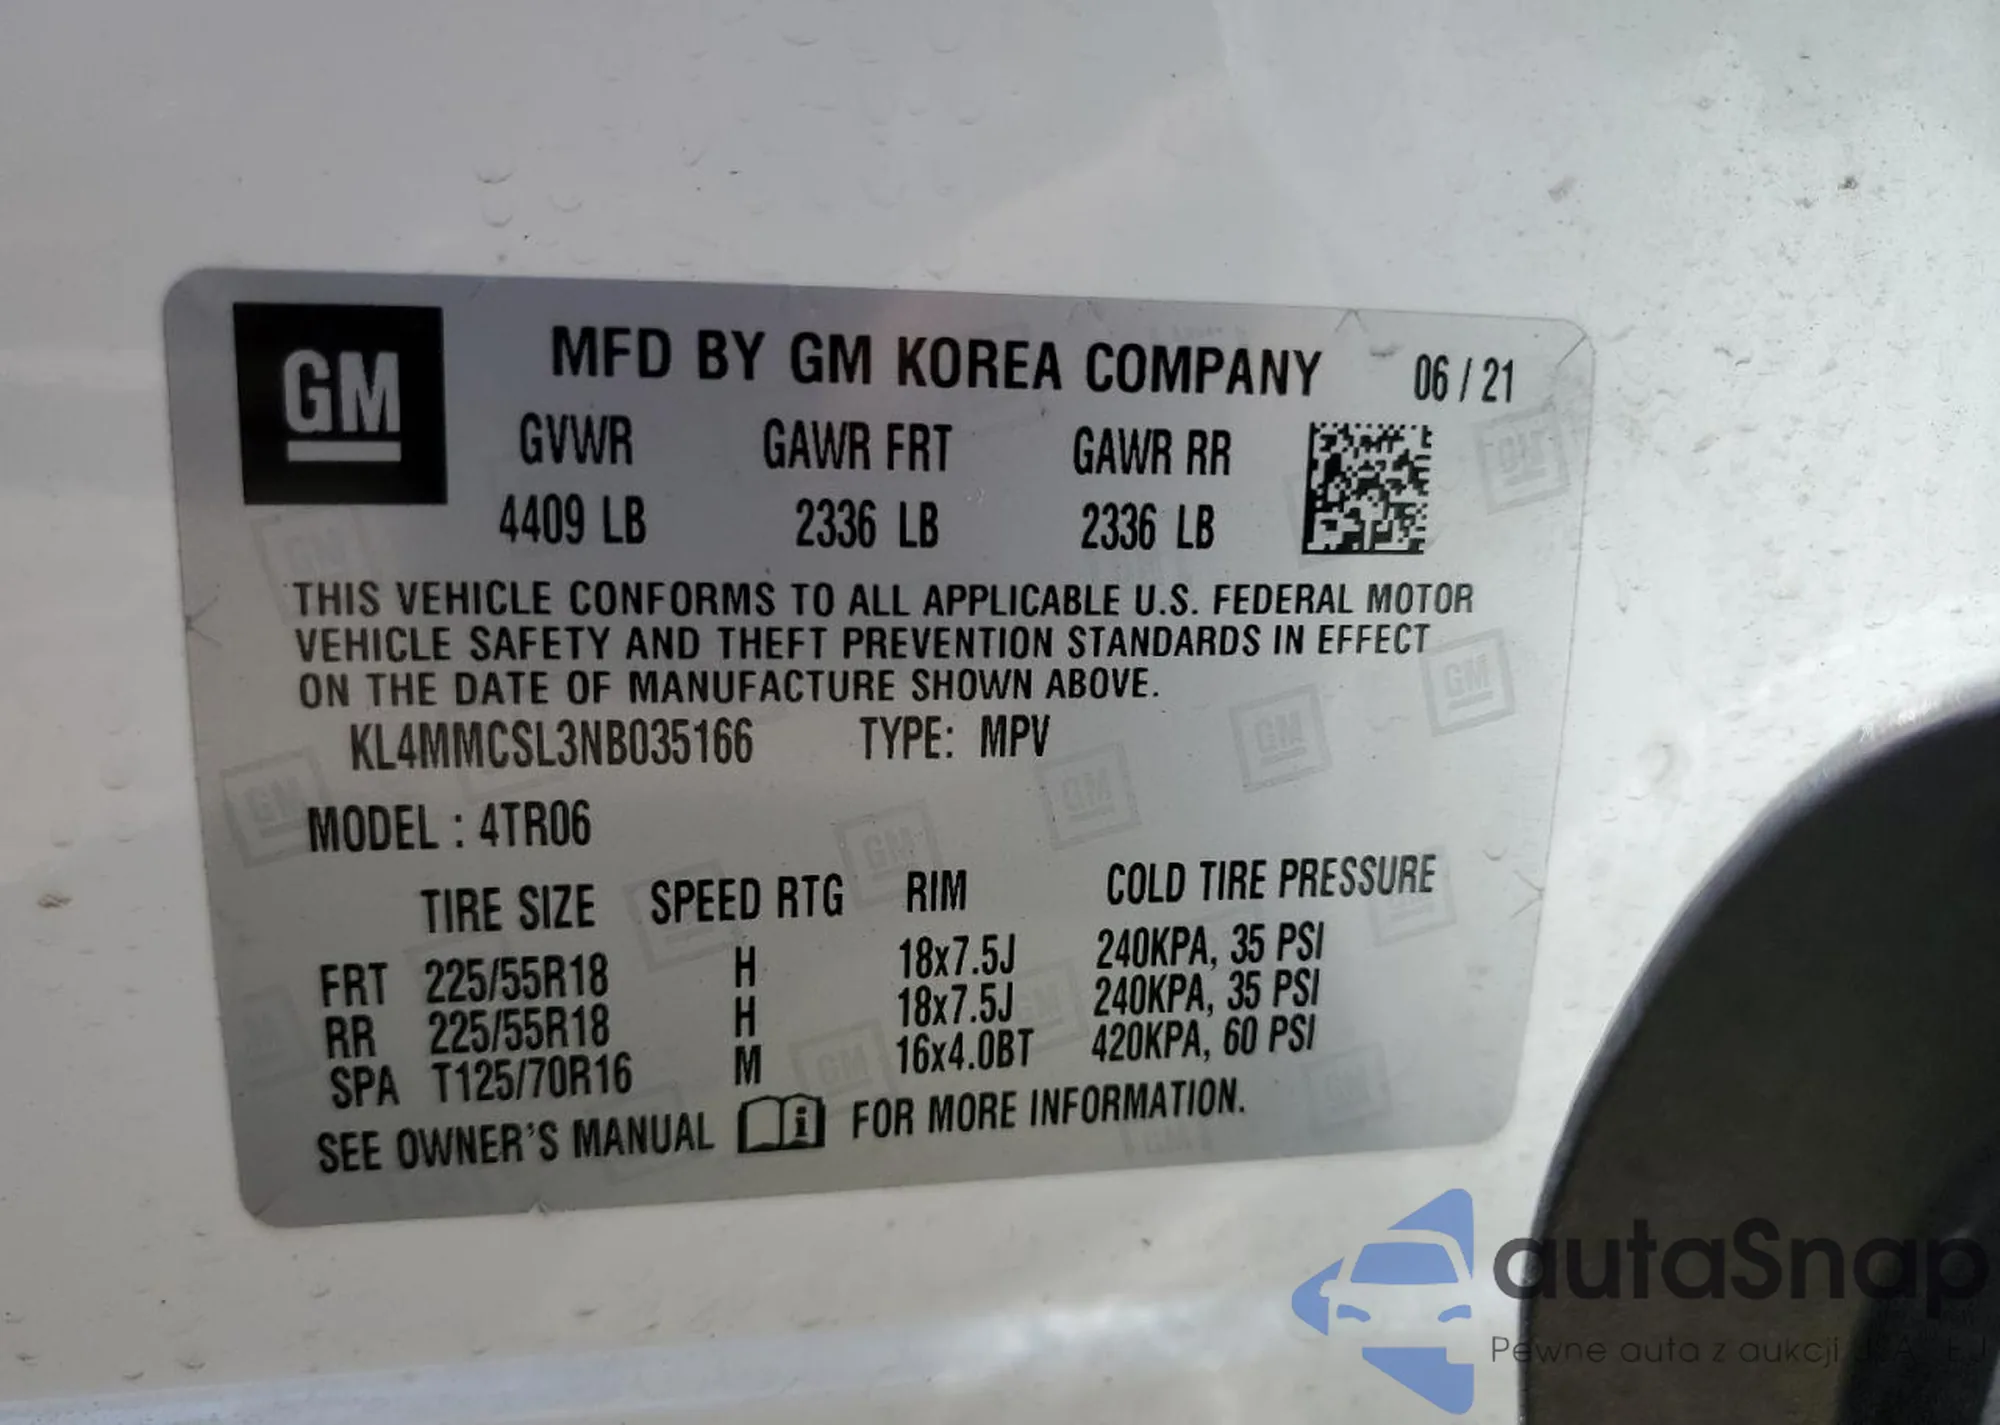 GM
MFD BY GM KOREA COMPANY 06 / 21
GVWR GAWR FRT GAWR RR
4409 LB 2336 LB 2336 LB
THIS VEHICLE CONFORMS TO ALL APPLICABLE U.S. FEDERAL MOTOR
VEHICLE SAFETY AND THEFT PREVENTION STANDARDS IN EFFECT
ON THE DATE OF MANUFACTURE SHOWN ABOVE.
KL4MMCSL3NB035166 TYPE: MPV
MODEL : 4TR06
TIRE SIZE SPEED RTG RIM COLD TIRE PRESSURE
FRT 225/55R18 H 18x7.5J 240KPA, 35 PSI
RR 225/55R18 H 18x7.5J 240KPA, 35 PSI
SPA T125/70R16 M 16x4.0BT 420KPA, 60 PSI
SEE OWNER'S MANUAL i FOR MORE INFORMATION.
autaSnap
Pewne auta z aukcji